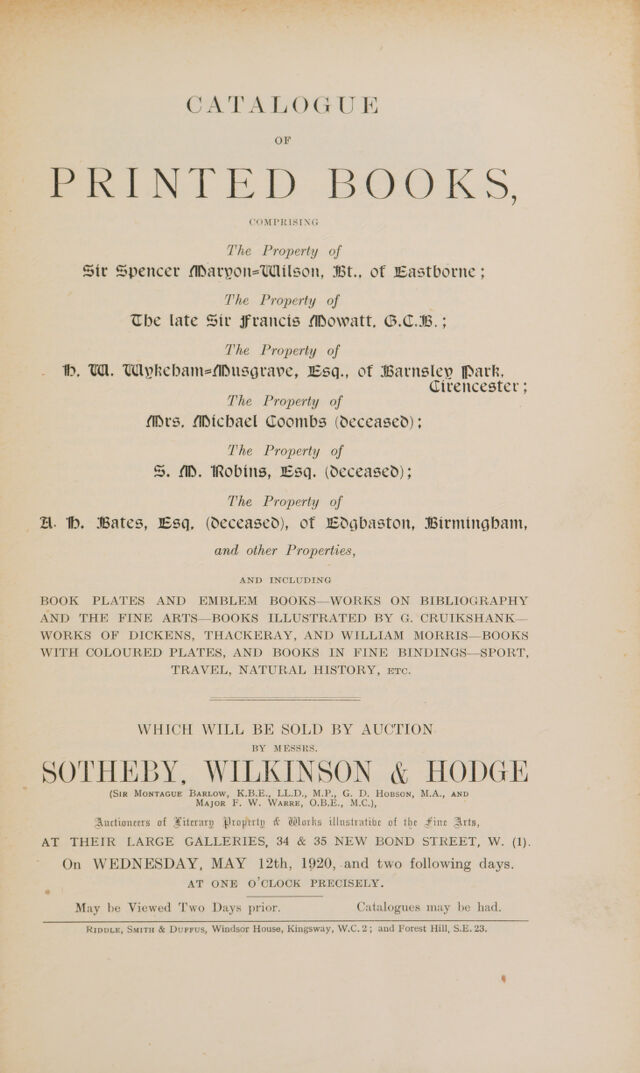 CATALOGUE
OF
PRINTED BOOKS,
COMPRISING
The Property of
Sir Spencer Maryon=Wilson, Bt., of Eastborne;
The Property of
The late Sir Francis Mowatt, G.C.B.;
The Property of
H. W. Wykeham=Musgrave, Esq., of Barnsley Park,
Cirencester;
The Property of
Mrs. Michael Coombs (deceased);
The Property of
S. M. Robins, Esq. (deceased);
The Property of
A. H. Bates, Esq. (deceased), of Edgbaston, Birmingham,
and other Properties,
AND INCLUDING
BOOK PLATES AND EMBLEM BOOKS—WORKS ON BIBLIOGRAPHY
AND THE FINE ARTS—BOOKS ILLUSTRATED BY G. CRUIKSHANK—
WORKS OF DICKENS, THACKERAY, AND WILLIAM MORRIS—BOOKS
WITH COLOURED PLATES, AND BOOKS IN FINE BINDINGS—SPORT,
TRAVEL, NATURAL HISTORY, ETC.
WHICH WILL BE SOLD BY AUCTION
BY MESSRS.
SOTHEBY, WILKINSON & HODGE
(SIR MONTAGUE BARLOW, K.B.E., LL.D., M.P., G. D. HOBSON, M.A., AND
MAJOR F. W. WARRE, O.B.E., M.C.),
Auctioneers of Literary Property & Works illustrative of the Fine Arts,
AT THEIR LARGE GALLERIES, 34 & 35 NEW BOND STREET, W. (1).
On WEDNESDAY, MAY 12th, 1920, and two following days.
AT ONE O'CLOCK PRECISELY.
May be Viewed Two Days prior. Catalogues may be had.
RIDDLE, SMITH & DUFFUS, Windsor House, Kingsway, W.C. 2; and Forest Hill, S.E. 23.